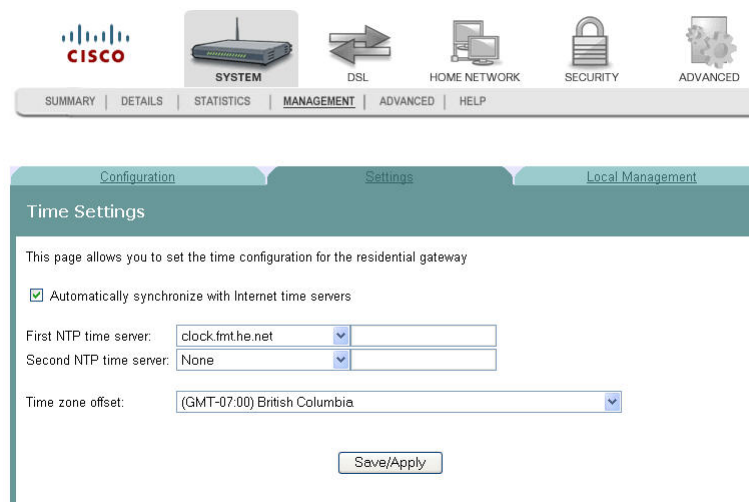 CISCO
SYSTEM
DSL
HOME NETWORK
SECURITY
ADVANCED
SUMMARY | DETAILS | STATISTICS | MANAGEMENT | ADVANCED | HELP
Configuration
Settings
Local Management
Time Settings
This page allows you to set the time configuration for the residential gateway
Automatically synchronize with Internet time servers
First NTP time server: clock.fmt.he.net
Second NTP time server: None
Time zone offset: (GMT-07:00) British Columbia
Save/Apply